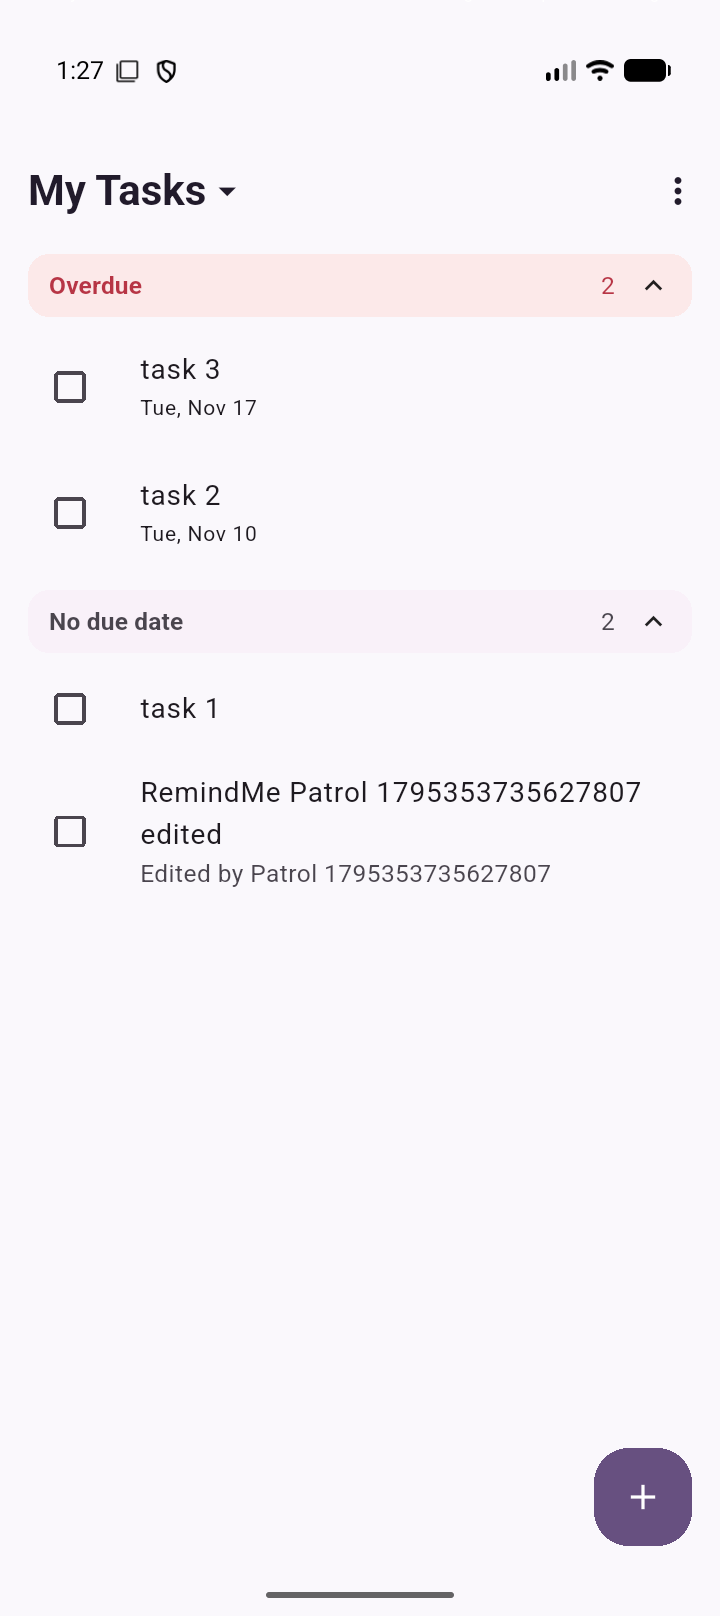 1:27
My Tasks
Overdue 2
task 3
Tue, Nov 17
task 2
Tue, Nov 10
No due date 2
task 1
RemindMe Patrol 1795353735627807
edited
Edited by Patrol 1795353735627807